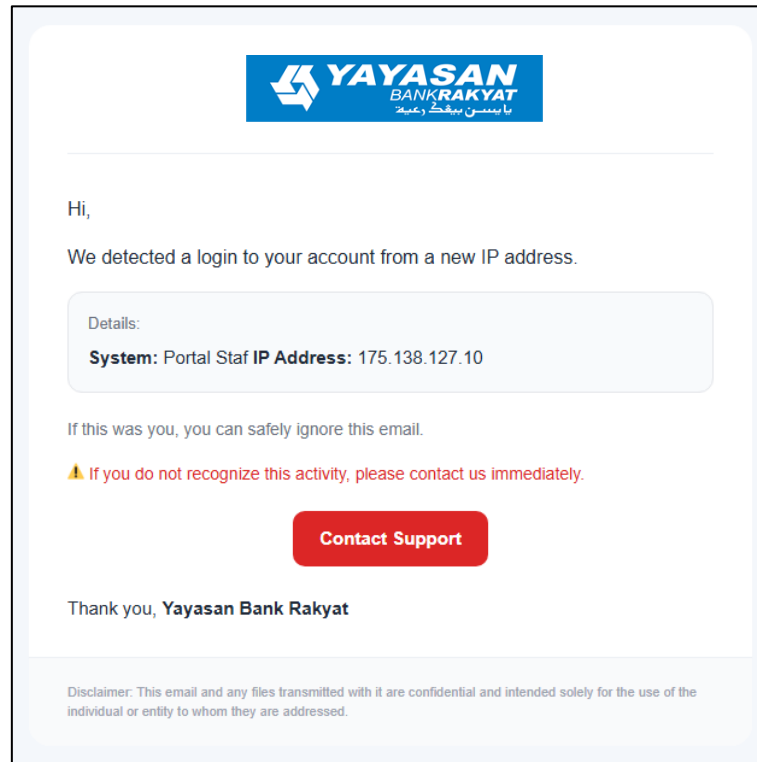 YAYASAN
BANKRAKYAT
Hi,
We detected a login to your account from a new IP address.
Details:
System: Portal Staf IP Address: 175.138.127.10
If this was you, you can safely ignore this email.
⚠ If you do not recognize this activity, please contact us immediately.
Contact Support
Thank you, Yayasan Bank Rakyat
Disclaimer: This email and any files transmitted with it are confidential and intended solely for the use of the
individual or entity to whom they are addressed.